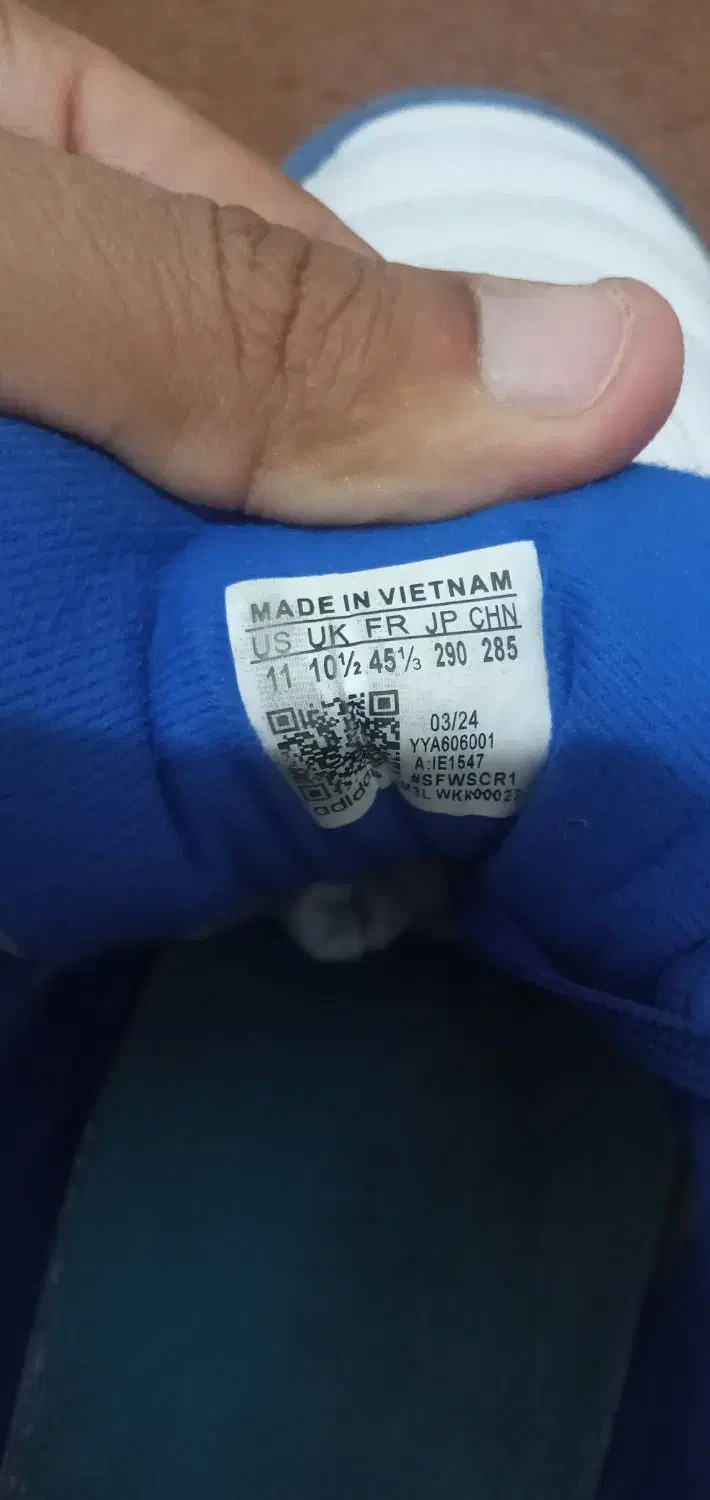 MADE IN VIETNAM
US UK FR JP CHN
11 10½ 45⅓ 290 285
03/24
YYA606001
A:IE1547
#SFWSCR1
adidas